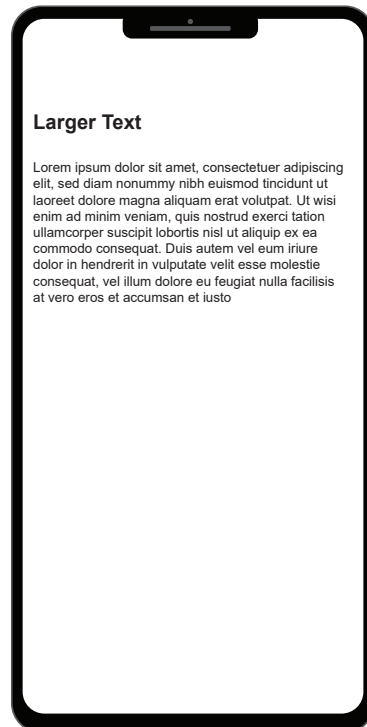 Larger Text
Lorem ipsum dolor sit amet, consectetuer adipiscing
elit, sed diam nonummy nibh euismod tincidunt ut
laoreet dolore magna aliquam erat volutpat. Ut wisi
enim ad minim veniam, quis nostrud exerci tation
ullamcorper suscipit lobortis nisl ut aliquip ex ea
commodo consequat. Duis autem vel eum iriure
dolor in hendrerit in vulputate velit esse molestie
consequat, vel illum dolore eu feugiat nulla facilisis
at vero eros et accumsan et iusto